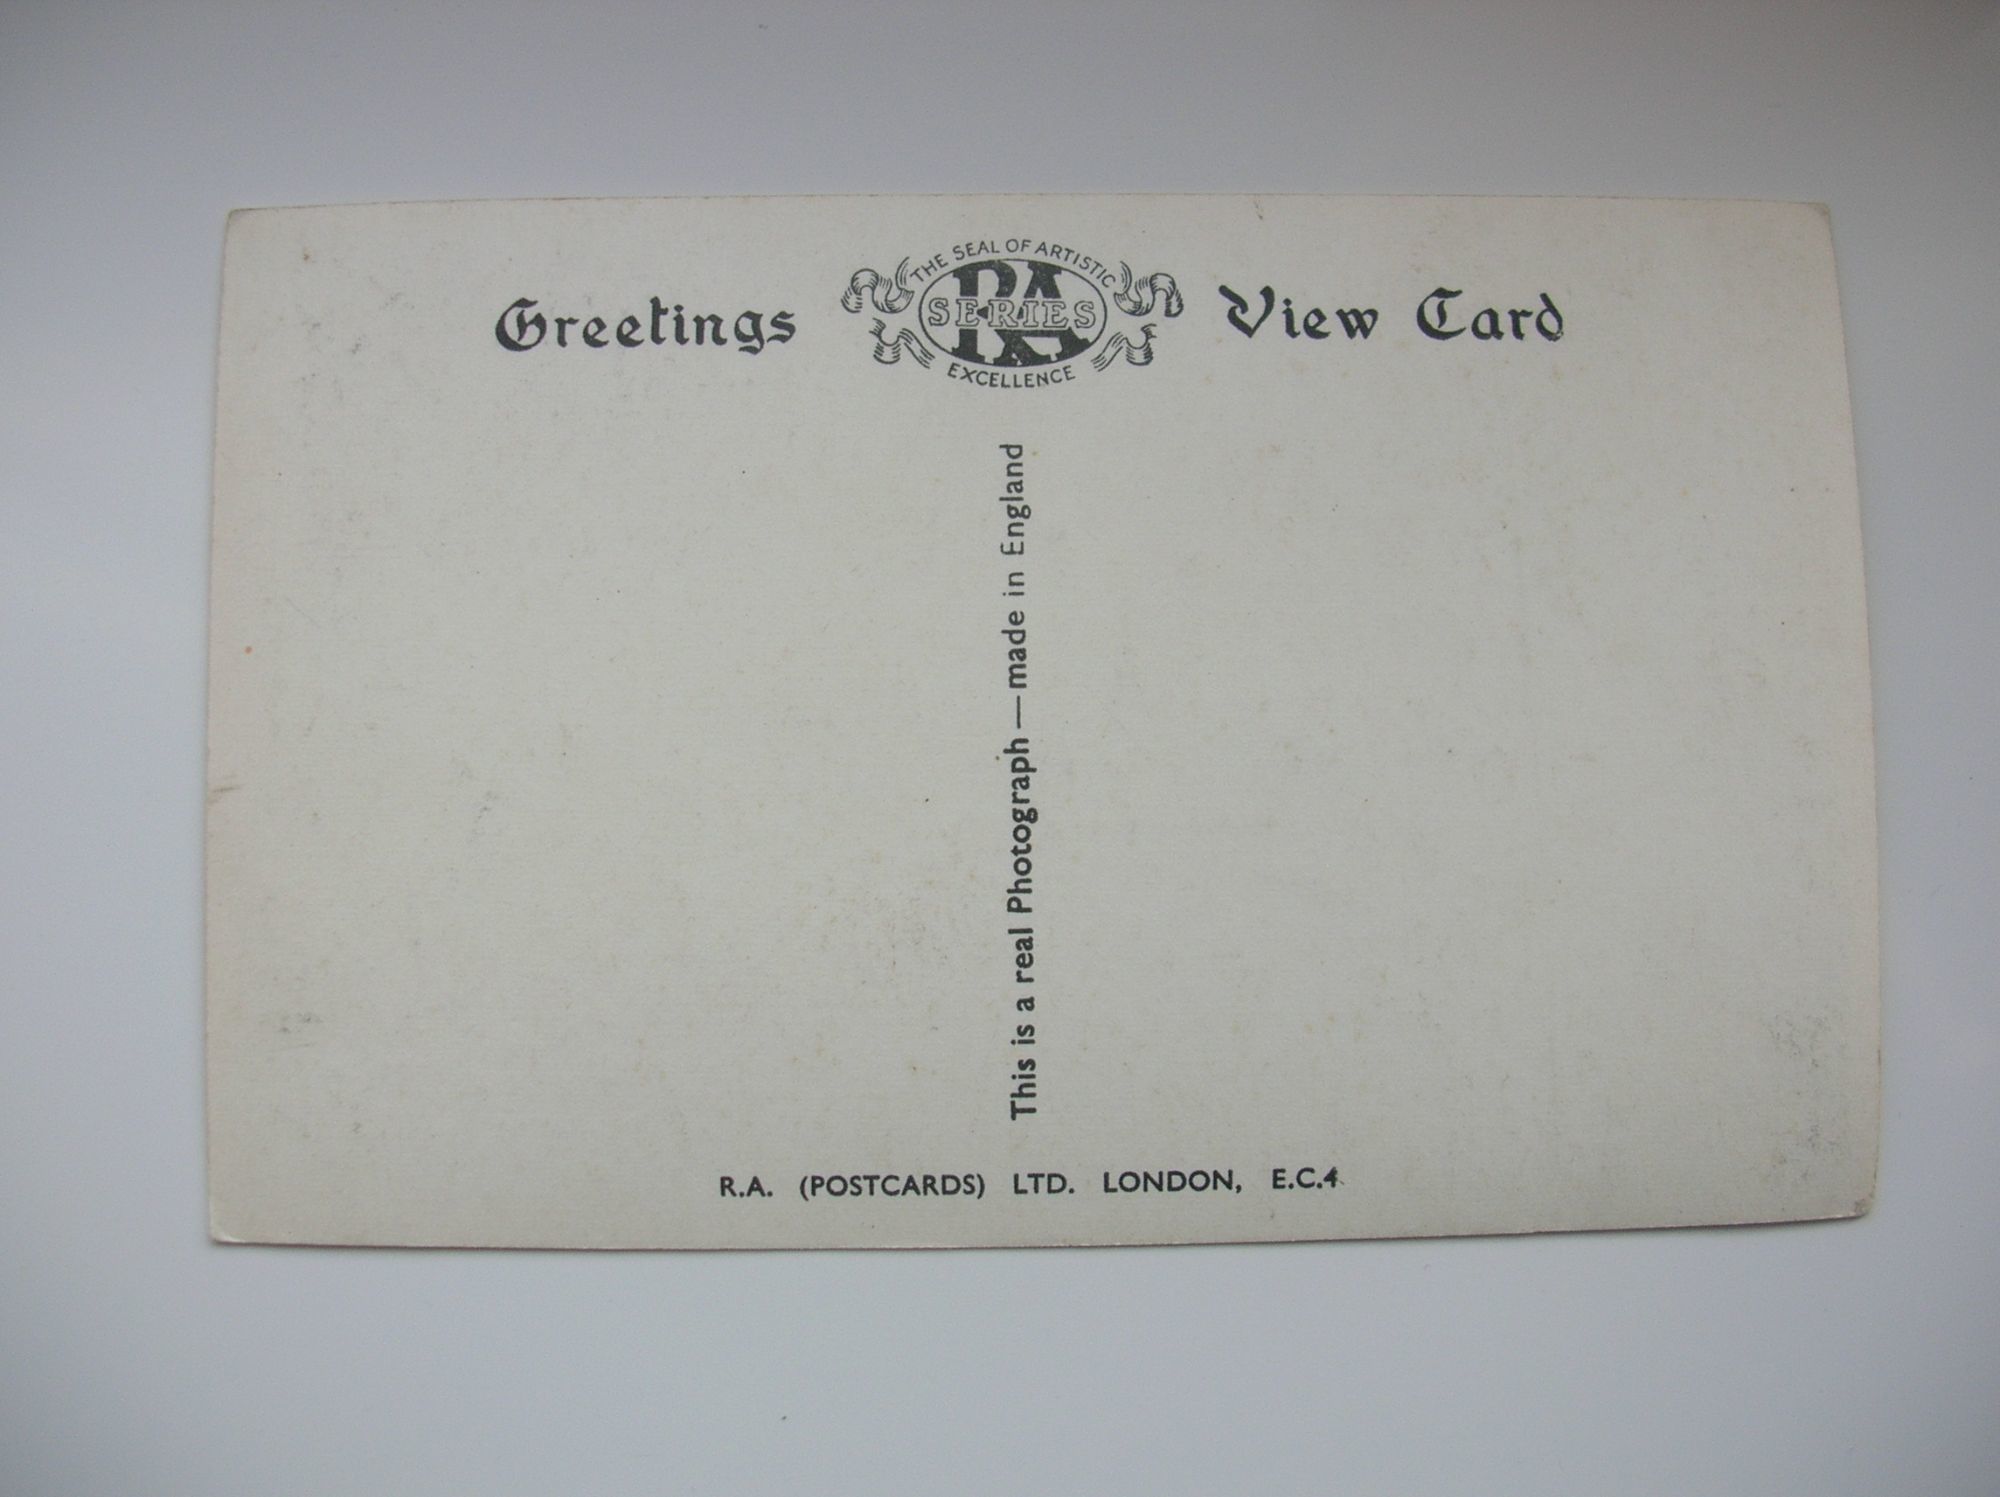 Greetings
THE SEAL OF ARTISTIC
RA
SERIES
EXCELLENCE
View Card
This is a real Photograph—made in England
R.A. (POSTCARDS) LTD. LONDON, E.C.4